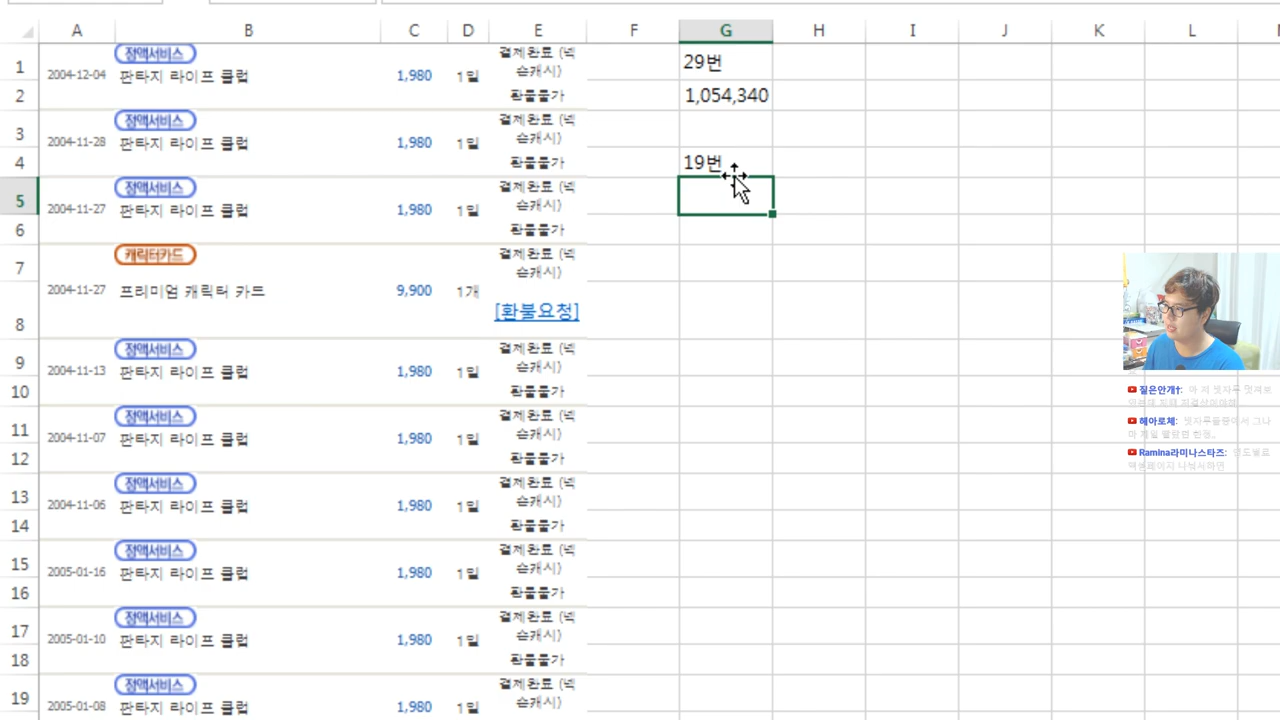 A B C D E F G H I J K L
1 2004-12-04 정액서비스 판타지 라이프 클럽 1,980 1일 결제완료 (넥슨캐시) 29번
2 환불불가 1,054,340
3 2004-11-28 정액서비스 판타지 라이프 클럽 1,980 1일 결제완료 (넥슨캐시)
4 환불불가 19번
5 2004-11-27 정액서비스 판타지 라이프 클럽 1,980 1일 결제완료 (넥슨캐시)
6 환불불가
7 2004-11-27 캐릭터카드 프리미엄 캐릭터 카드 9,900 1개 결제완료 (넥슨캐시)
8 [환불요청]
9 2004-11-13 정액서비스 판타지 라이프 클럽 1,980 1일 결제완료 (넥슨캐시)
10 환불불가
11 2004-11-07 정액서비스 판타지 라이프 클럽 1,980 1일 결제완료 (넥슨캐시)
12 환불불가
13 2004-11-06 정액서비스 판타지 라이프 클럽 1,980 1일 결제완료 (넥슨캐시)
14 환불불가
15 2005-01-16 정액서비스 판타지 라이프 클럽 1,980 1일 결제완료 (넥슨캐시)
16 환불불가
17 2005-01-10 정액서비스 판타지 라이프 클럽 1,980 1일 결제완료 (넥슨캐시)
18 환불불가
19 2005-01-08 정액서비스 판타지 라이프 클럽 1,980 1일 결제완료 (넥슨캐시)
짙은안개†:
헤아로체:
Ramina라미나스타즈: